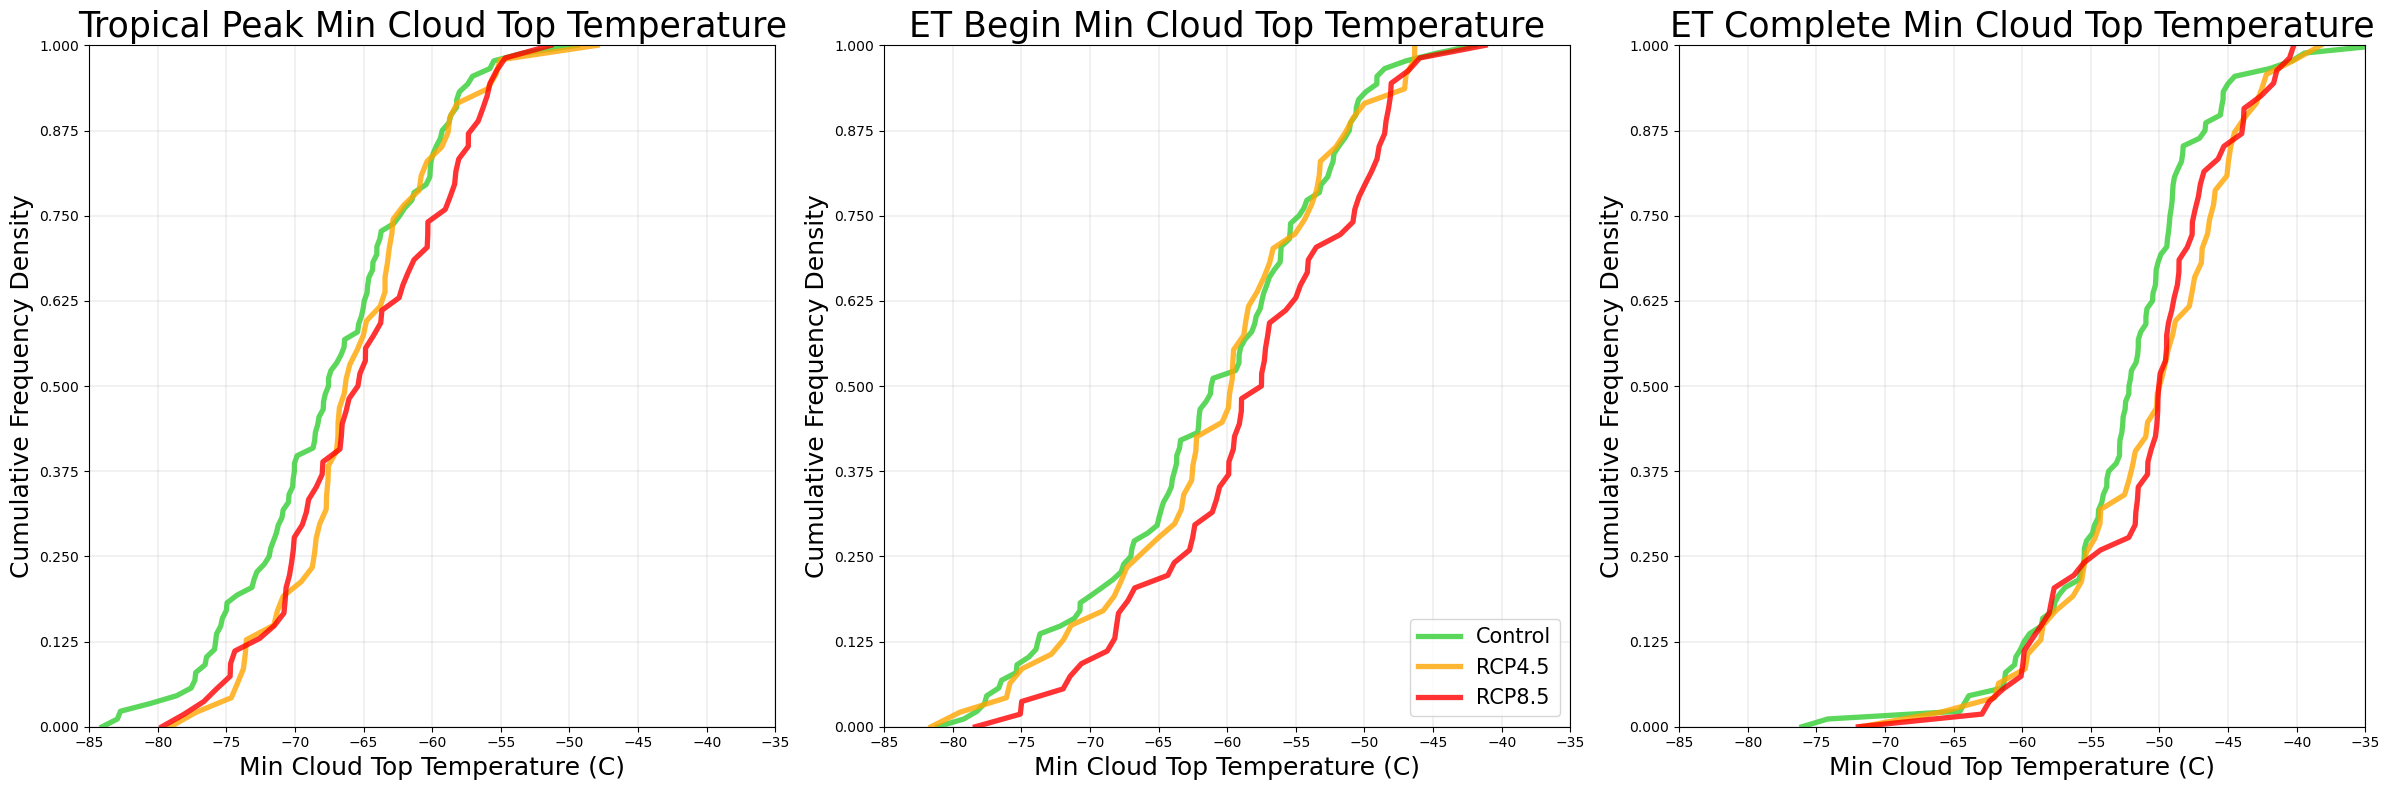 Tropical Peak Min Cloud Top Temperature
1.000
0.875
0.750
0.625
0.500
0.375
0.250
0.125
0.000
Cumulative Frequency Density
−85 −80 −75 −70 −65 −60 −55 −50 −45 −40 −35
Min Cloud Top Temperature (C)
ET Begin Min Cloud Top Temperature
1.000
0.875
0.750
0.625
0.500
0.375
0.250
0.125
0.000
Cumulative Frequency Density
Control
RCP4.5
RCP8.5
−85 −80 −75 −70 −65 −60 −55 −50 −45 −40 −35
Min Cloud Top Temperature (C)
ET Complete Min Cloud Top Temperature
1.000
0.875
0.750
0.625
0.500
0.375
0.250
0.125
0.000
Cumulative Frequency Density
−85 −80 −75 −70 −65 −60 −55 −50 −45 −40 −35
Min Cloud Top Temperature (C)